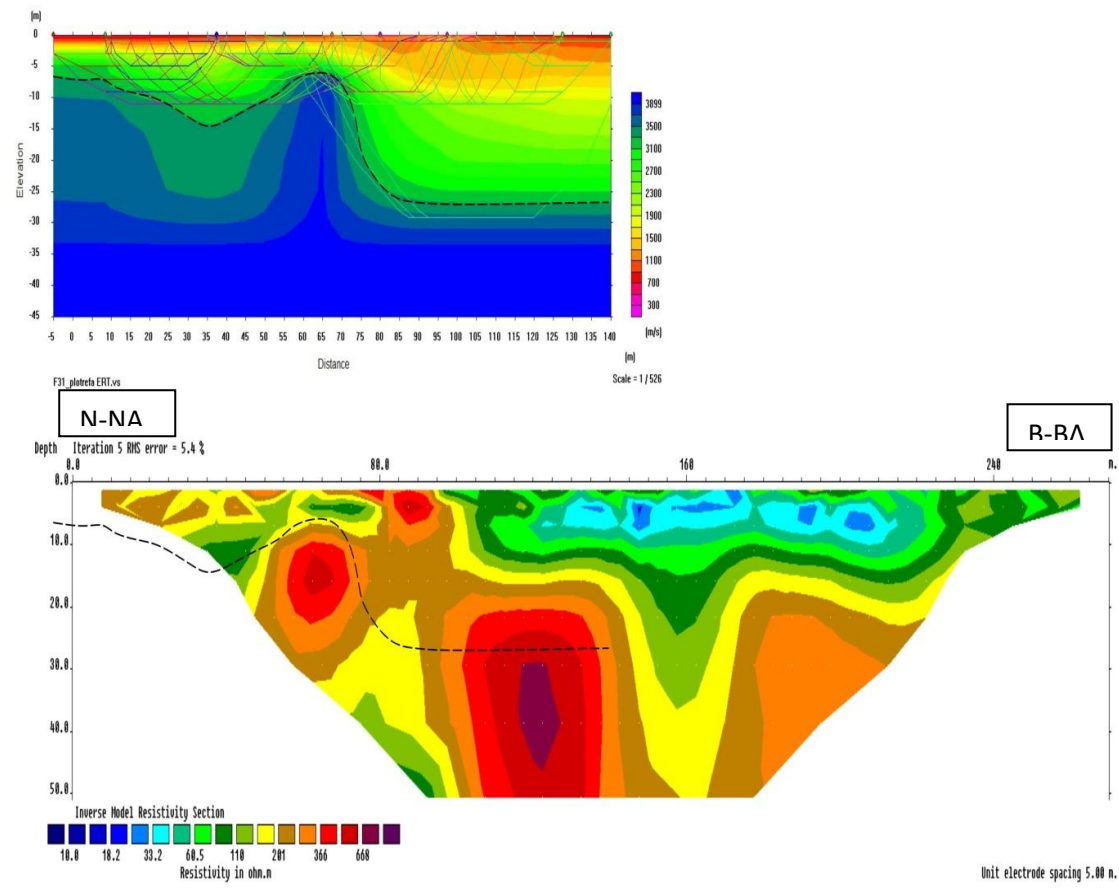 (m)
0
-5
-10
-15
-20
-25
-30
-35
-40
-45
Elevation
-5 0 5 10 15 20 25 30 35 40 45 50 55 60 65 70 75 80 85 90 95 100 105 110 115 120 125 130 135 140
(m)
Distance
3899
3500
3100
2700
2300
1900
1500
1100
700
300
(m/s)
F31_plotrefa ERT.vs
Scale = 1 / 526
N-NA
B-BA
Depth Iteration 5 RMS error = 5.4 %
0.0 80.0 160 240 m.
0.0
10.0
20.0
30.0
40.0
50.0
Inverse Model Resistivity Section
10.0 18.2 33.2 60.5 110 201 366 668
Resistivity in ohm.m
Unit electrode spacing 5.00 m.